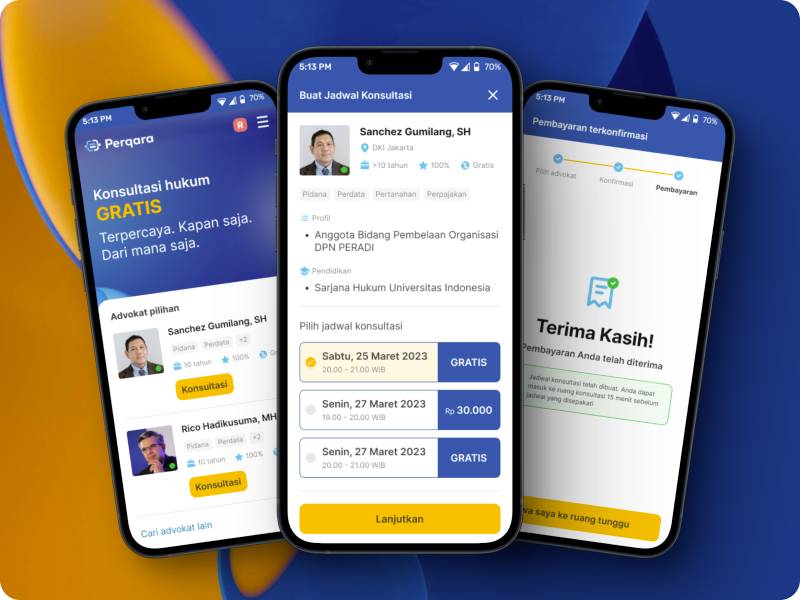 5:13 PM
70%
Perqara
R
Konsultasi hukum
GRATIS
Terpercaya. Kapan saja.
Dari mana saja.
Advokat pilihan
Sanchez Gumilang, SH
Pidana Perdata +2
10 tahun 100%
Konsultasi
Rico Hadikusuma, MH
Pidana Perdata +2
10 tahun 100%
Konsultasi
Cari advokat lain
5:13 PM
70%
Buat Jadwal Konsultasi
Sanchez Gumilang, SH
DKI Jakarta
>10 tahun 100% Gratis
Pidana Perdata Pertanahan Perpajakan
Profil
• Anggota Bidang Pembelaan Organisasi
DPN PERADI
Pendidikan
• Sarjana Hukum Universitas Indonesia
Pilih jadwal konsultasi
Sabtu, 25 Maret 2023
20.00 - 21.00 WIB
GRATIS
Senin, 27 Maret 2023
19.00 - 20.00 WIB
Rp 30.000
Senin, 27 Maret 2023
20.00 - 21.00 WIB
GRATIS
Lanjutkan
5:13 PM
70%
Pembayaran terkonfirmasi
Pilih advokat
Konfirmasi
Pembayaran
Terima Kasih!
Pembayaran Anda telah diterima
Jadwal konsultasi telah dibuat. Anda dapat
masuk ke ruang konsultasi 15 menit sebelum
jadwal yang disepakati
wa saya ke ruang tunggu